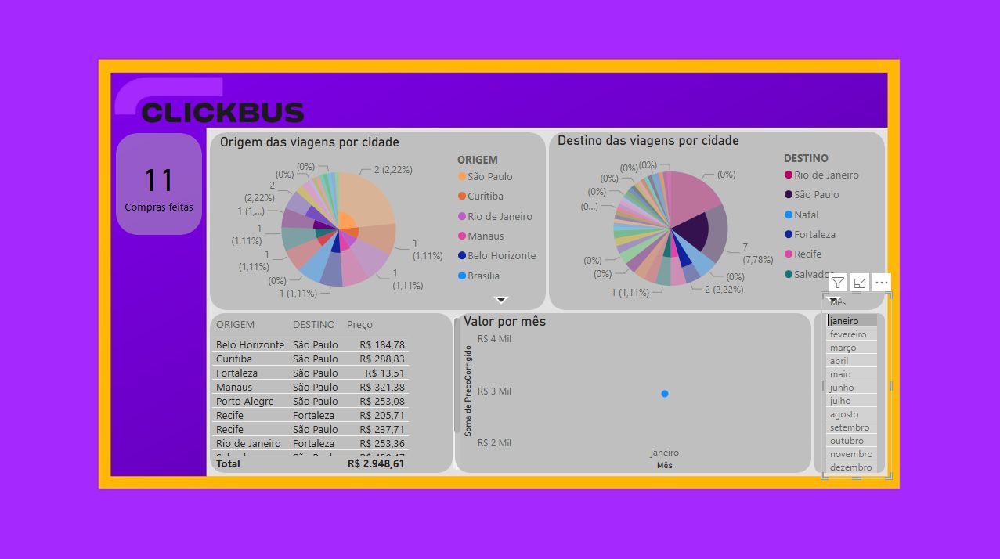 CLICKBUS
11
Compras feitas
Origem das viagens por cidade
(0%)
(0%)
2 (2,22%)
2
(2,22%)
1 (1,...)
1
(1,11%)
1
(1,11%)
(0%)
1 (1,11%)
1
(1,11%)
1
(1,11%)
ORIGEM
São Paulo
Curitiba
Rio de Janeiro
Manaus
Belo Horizonte
Brasília
Destino das viagens por cidade
(0%)
(0%)
(0%)
(0%)
(0%)
(0...)
(0%)
(0%)
1 (1,11%)
2 (2,22%)
(0%)
7
(7,78%)
DESTINO
Rio de Janeiro
São Paulo
Natal
Fortaleza
Recife
Salvador
ORIGEM DESTINO Preço
Belo Horizonte São Paulo R$ 184,78
Curitiba São Paulo R$ 288,83
Fortaleza São Paulo R$ 13,51
Manaus São Paulo R$ 321,38
Porto Alegre São Paulo R$ 253,08
Recife Fortaleza R$ 205,71
Recife São Paulo R$ 237,71
Rio de Janeiro Fortaleza R$ 253,36
Total R$ 2.948,61
Valor por mês
Soma de PrecoCorrigido
R$ 4 Mil
R$ 3 Mil
R$ 2 Mil
janeiro
Mês
Mês
janeiro
fevereiro
março
abril
maio
junho
julho
agosto
setembro
outubro
novembro
dezembro